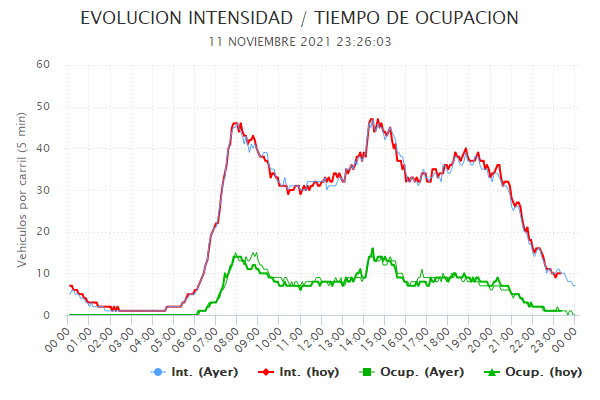 EVOLUCION INTENSIDAD / TIEMPO DE OCUPACION
11 NOVIEMBRE 2021 23:26:03
Vehiculos por carril (5 min)
60
50
40
30
20
10
0
00:00 01:00 02:00 03:00 04:00 05:00 06:00 07:00 08:00 09:00 10:00 11:00 12:00 13:00 14:00 15:00 16:00 17:00 18:00 19:00 20:00 21:00 22:00 23:00 00:00
Int. (Ayer) Int. (hoy) Ocup. (Ayer) Ocup. (hoy)